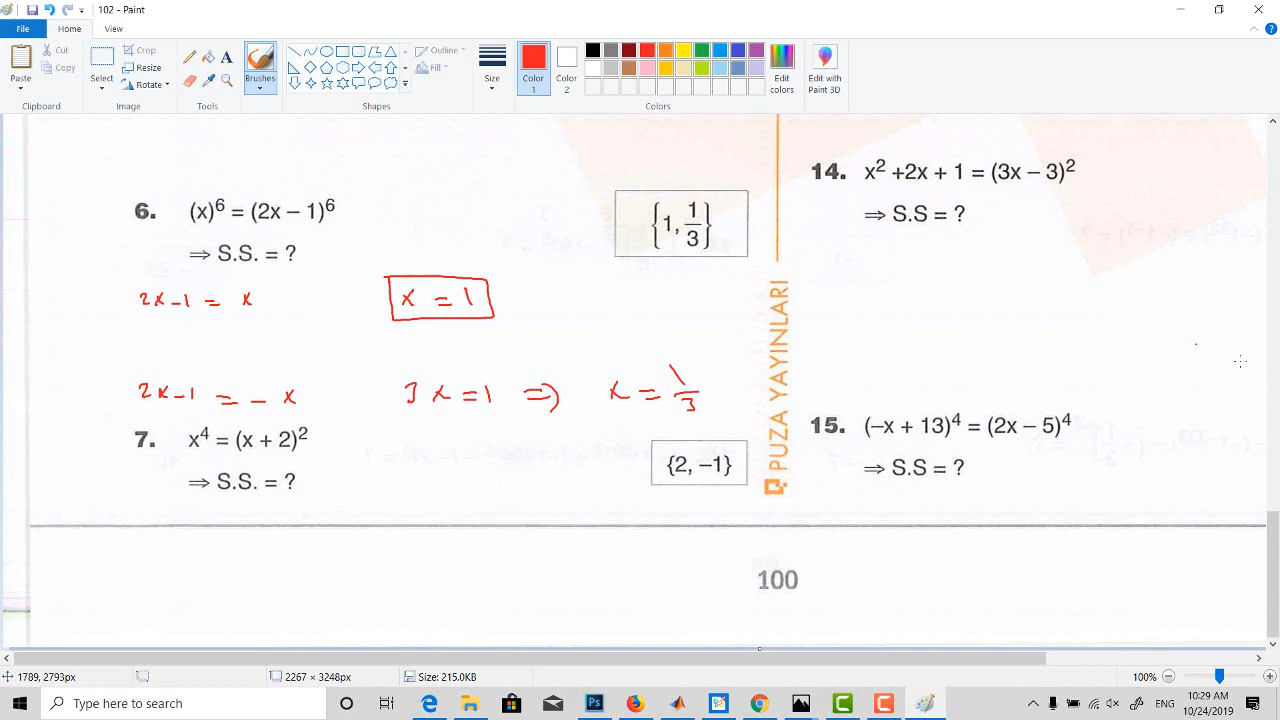 102 - Paint
File
Home
View
Paste
Cut
Copy
Clipboard
Select
Crop
Resize
Rotate
Image
Tools
Brushes
Shapes
Outline
Fill
Size
Color 1
Color 2
Colors
Edit colors
Edit with Paint 3D
6. (x)⁶ = (2x – 1)⁶
⇒ S.S. = ?
{1, 1/3}
2x-1 = x
x = 1
2x-1 = - x
3x = 1 ⇒ x = 1/3
7. x⁴ = (x + 2)²
⇒ S.S. = ?
{2, –1}
PUZA YAYINLARI
14. x² +2x + 1 = (3x – 3)²
⇒ S.S = ?
15. (–x + 13)⁴ = (2x – 5)⁴
⇒ S.S = ?
100
1789, 2793px
2267 × 3248px
Size: 215.0KB
100%
Type here to search
ENG
10:29 AM
10/24/2019